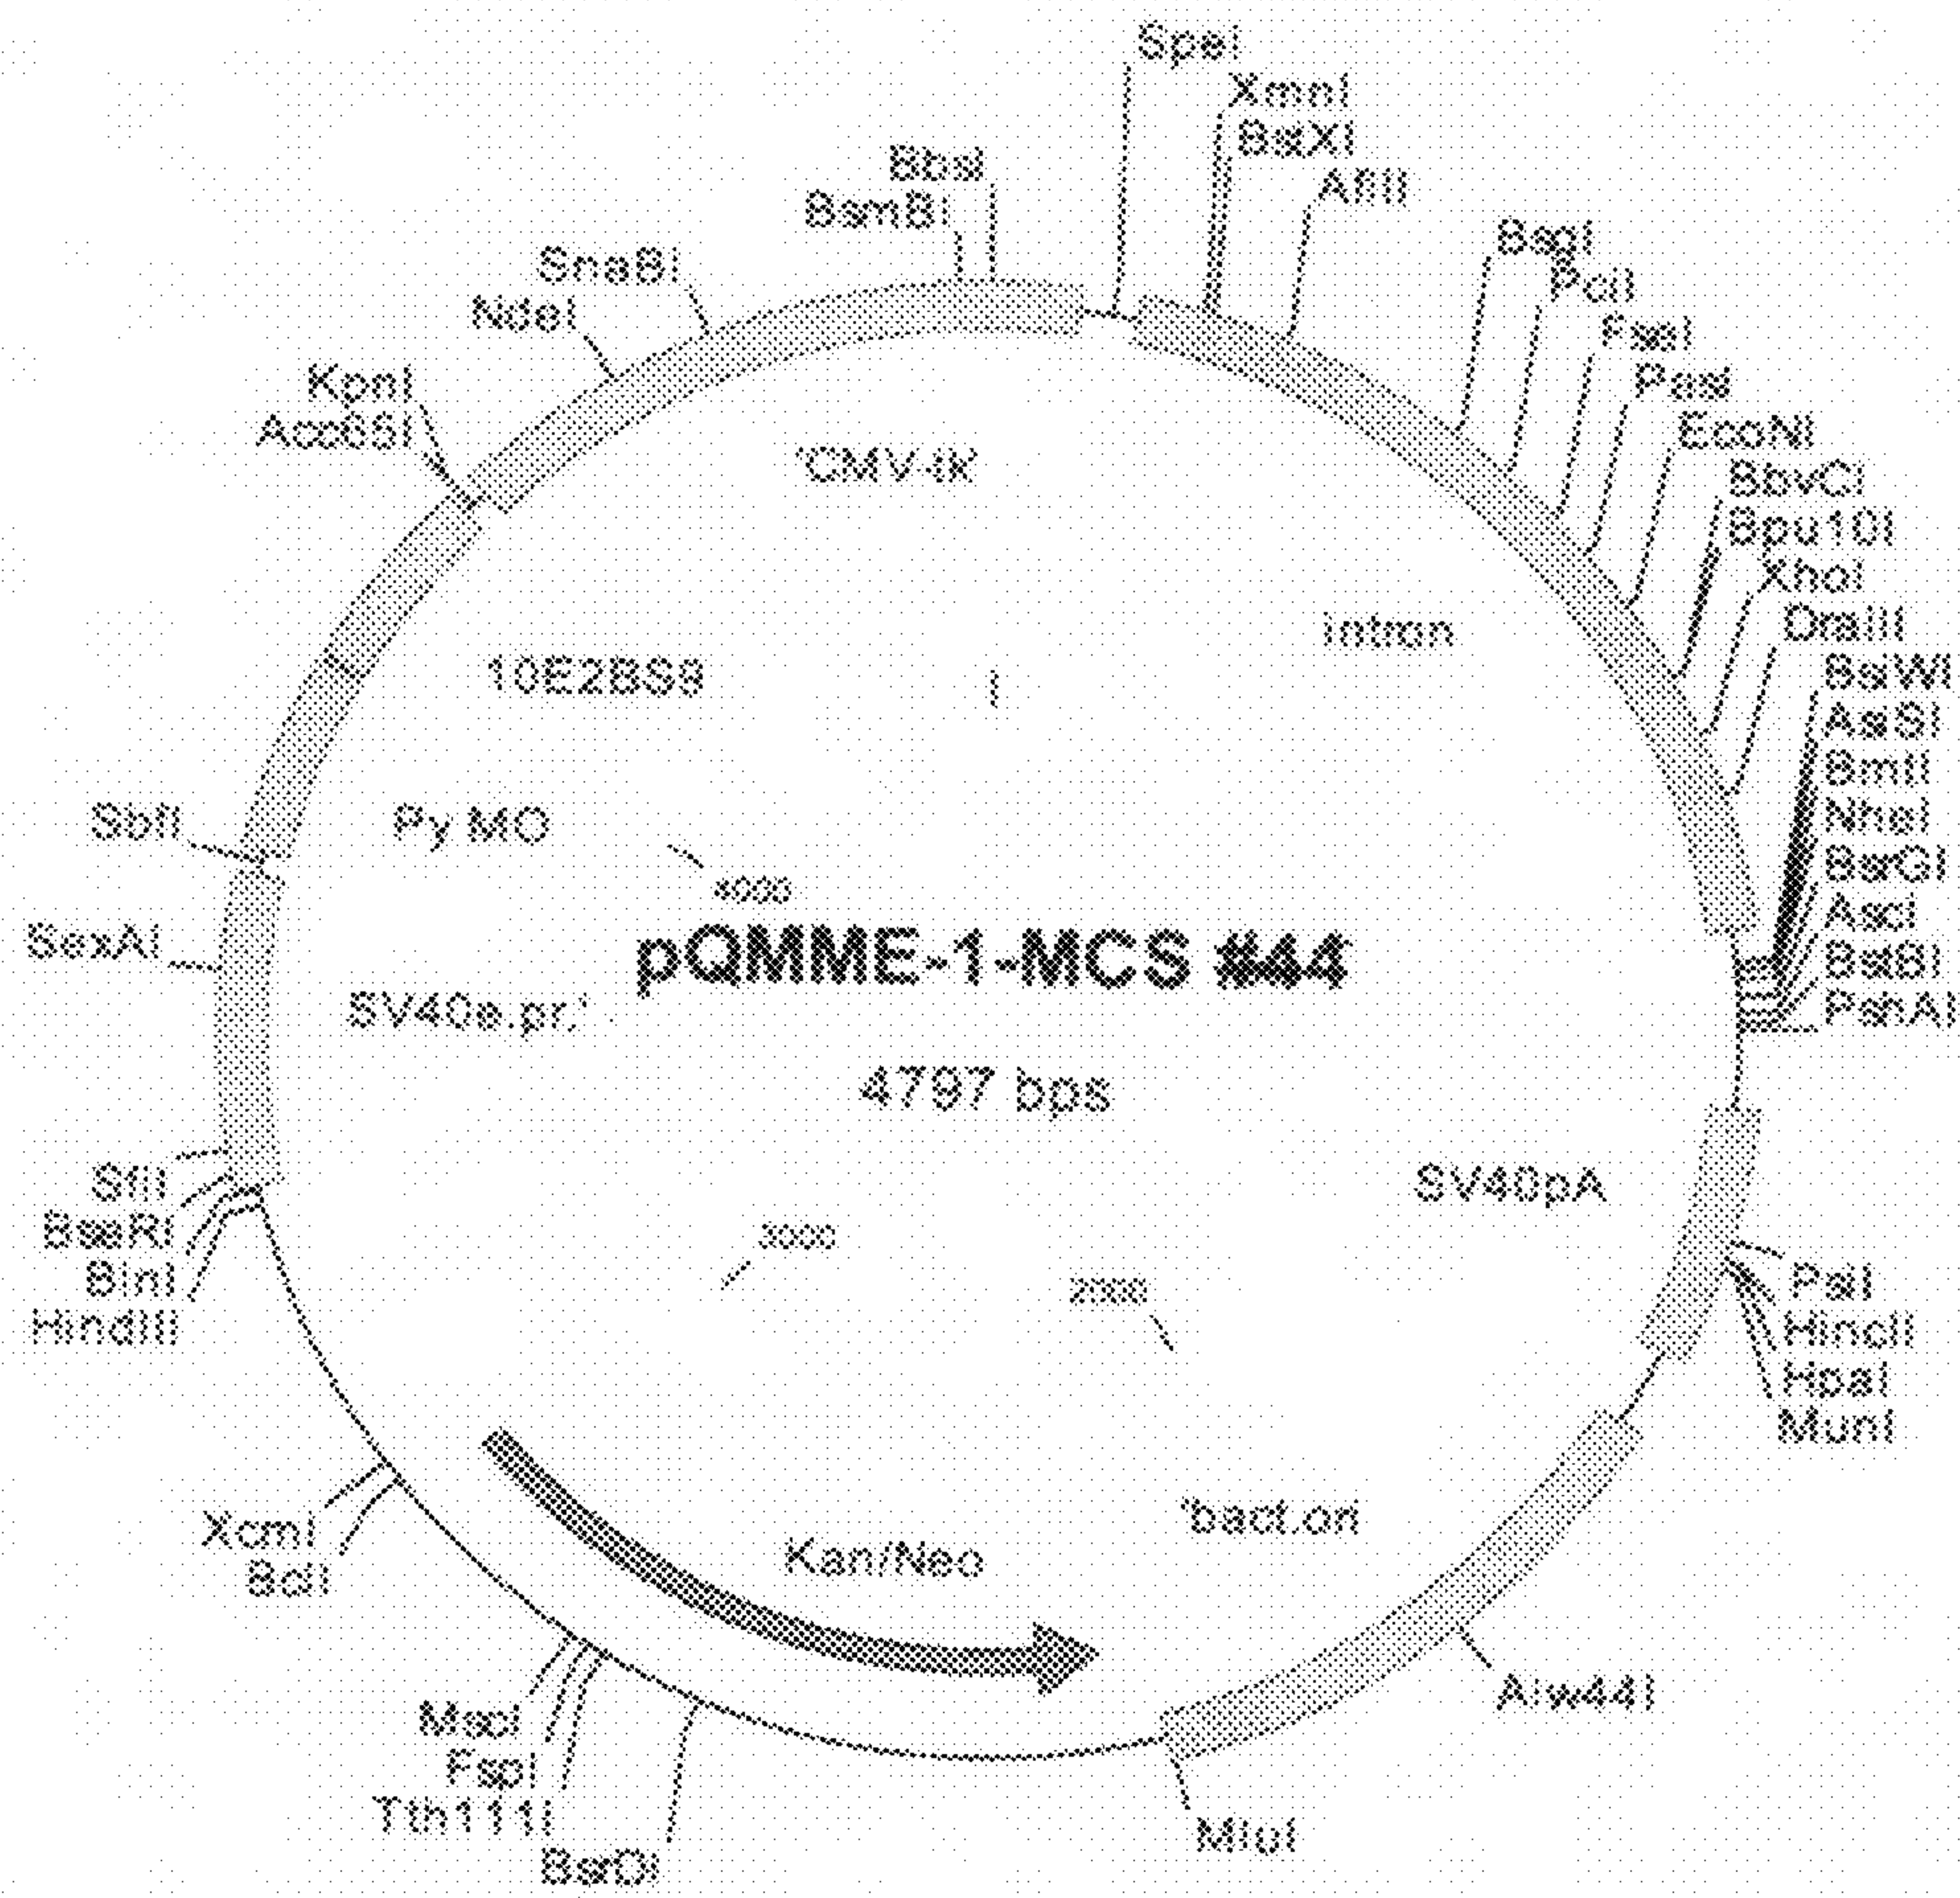 SpeI
XmnI
BstXI
AflII
BbsI
BsmBI
BsgI
PciI
SnaBI
FseI
NdeI
PasI
KpnI
EcoNI
Acc65I
BbvCI
'CMV-tk'
Bpu10I
XhoI
DraIII
intron
10E2BS9
BsiWI
AsiSI
BmtI
NheI
SbfI
Py MO
BsrGI
4000
AscI
SexAI
pQMME-1-MCS #44
BstBI
SV40e.pr.'
PshAI
4797 bps
SfiI
SV40pA
BseRI
3000
BlnI
2000
PsiI
HindIII
HincII
HpaI
MunI
XcmI
'bact.ori
BclI
Kan/Neo
MscI
Alw44I
FspI
Tth111I
MluI
BsrDI